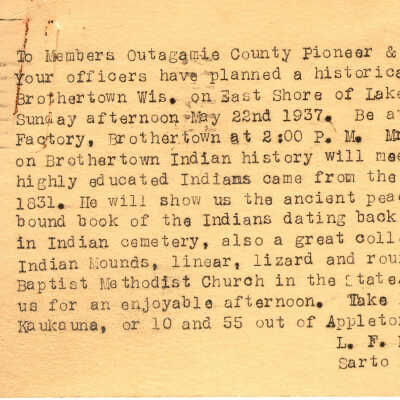 To Members Outagamie County Pioneer &
your officers have planned a historica
Brothertown Wis. on East Shore of Lake
Sunday afternoon May 22nd 1937. Be at
Factory, Brothertown at 2:00 P. M. Mr
on Brothertown Indian history will mee
highly educated Indians came from the
1831. He will show us the ancient pea
bound book of the Indians dating back
in Indian cemetery, also a great coll
Indian Mounds, linear, lizard and rou
Baptist Methodist Church in the State
us for an enjoyable afternoon. Take
Kaukauna, or 10 and 55 out of Appleto
L. F.
Sarto